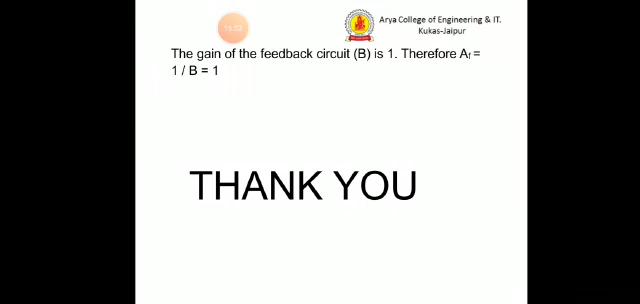 Arya College of Engineering & IT.
Kukas-Jaipur
The gain of the feedback circuit (B) is 1. Therefore Af =
1 / B = 1
THANK YOU